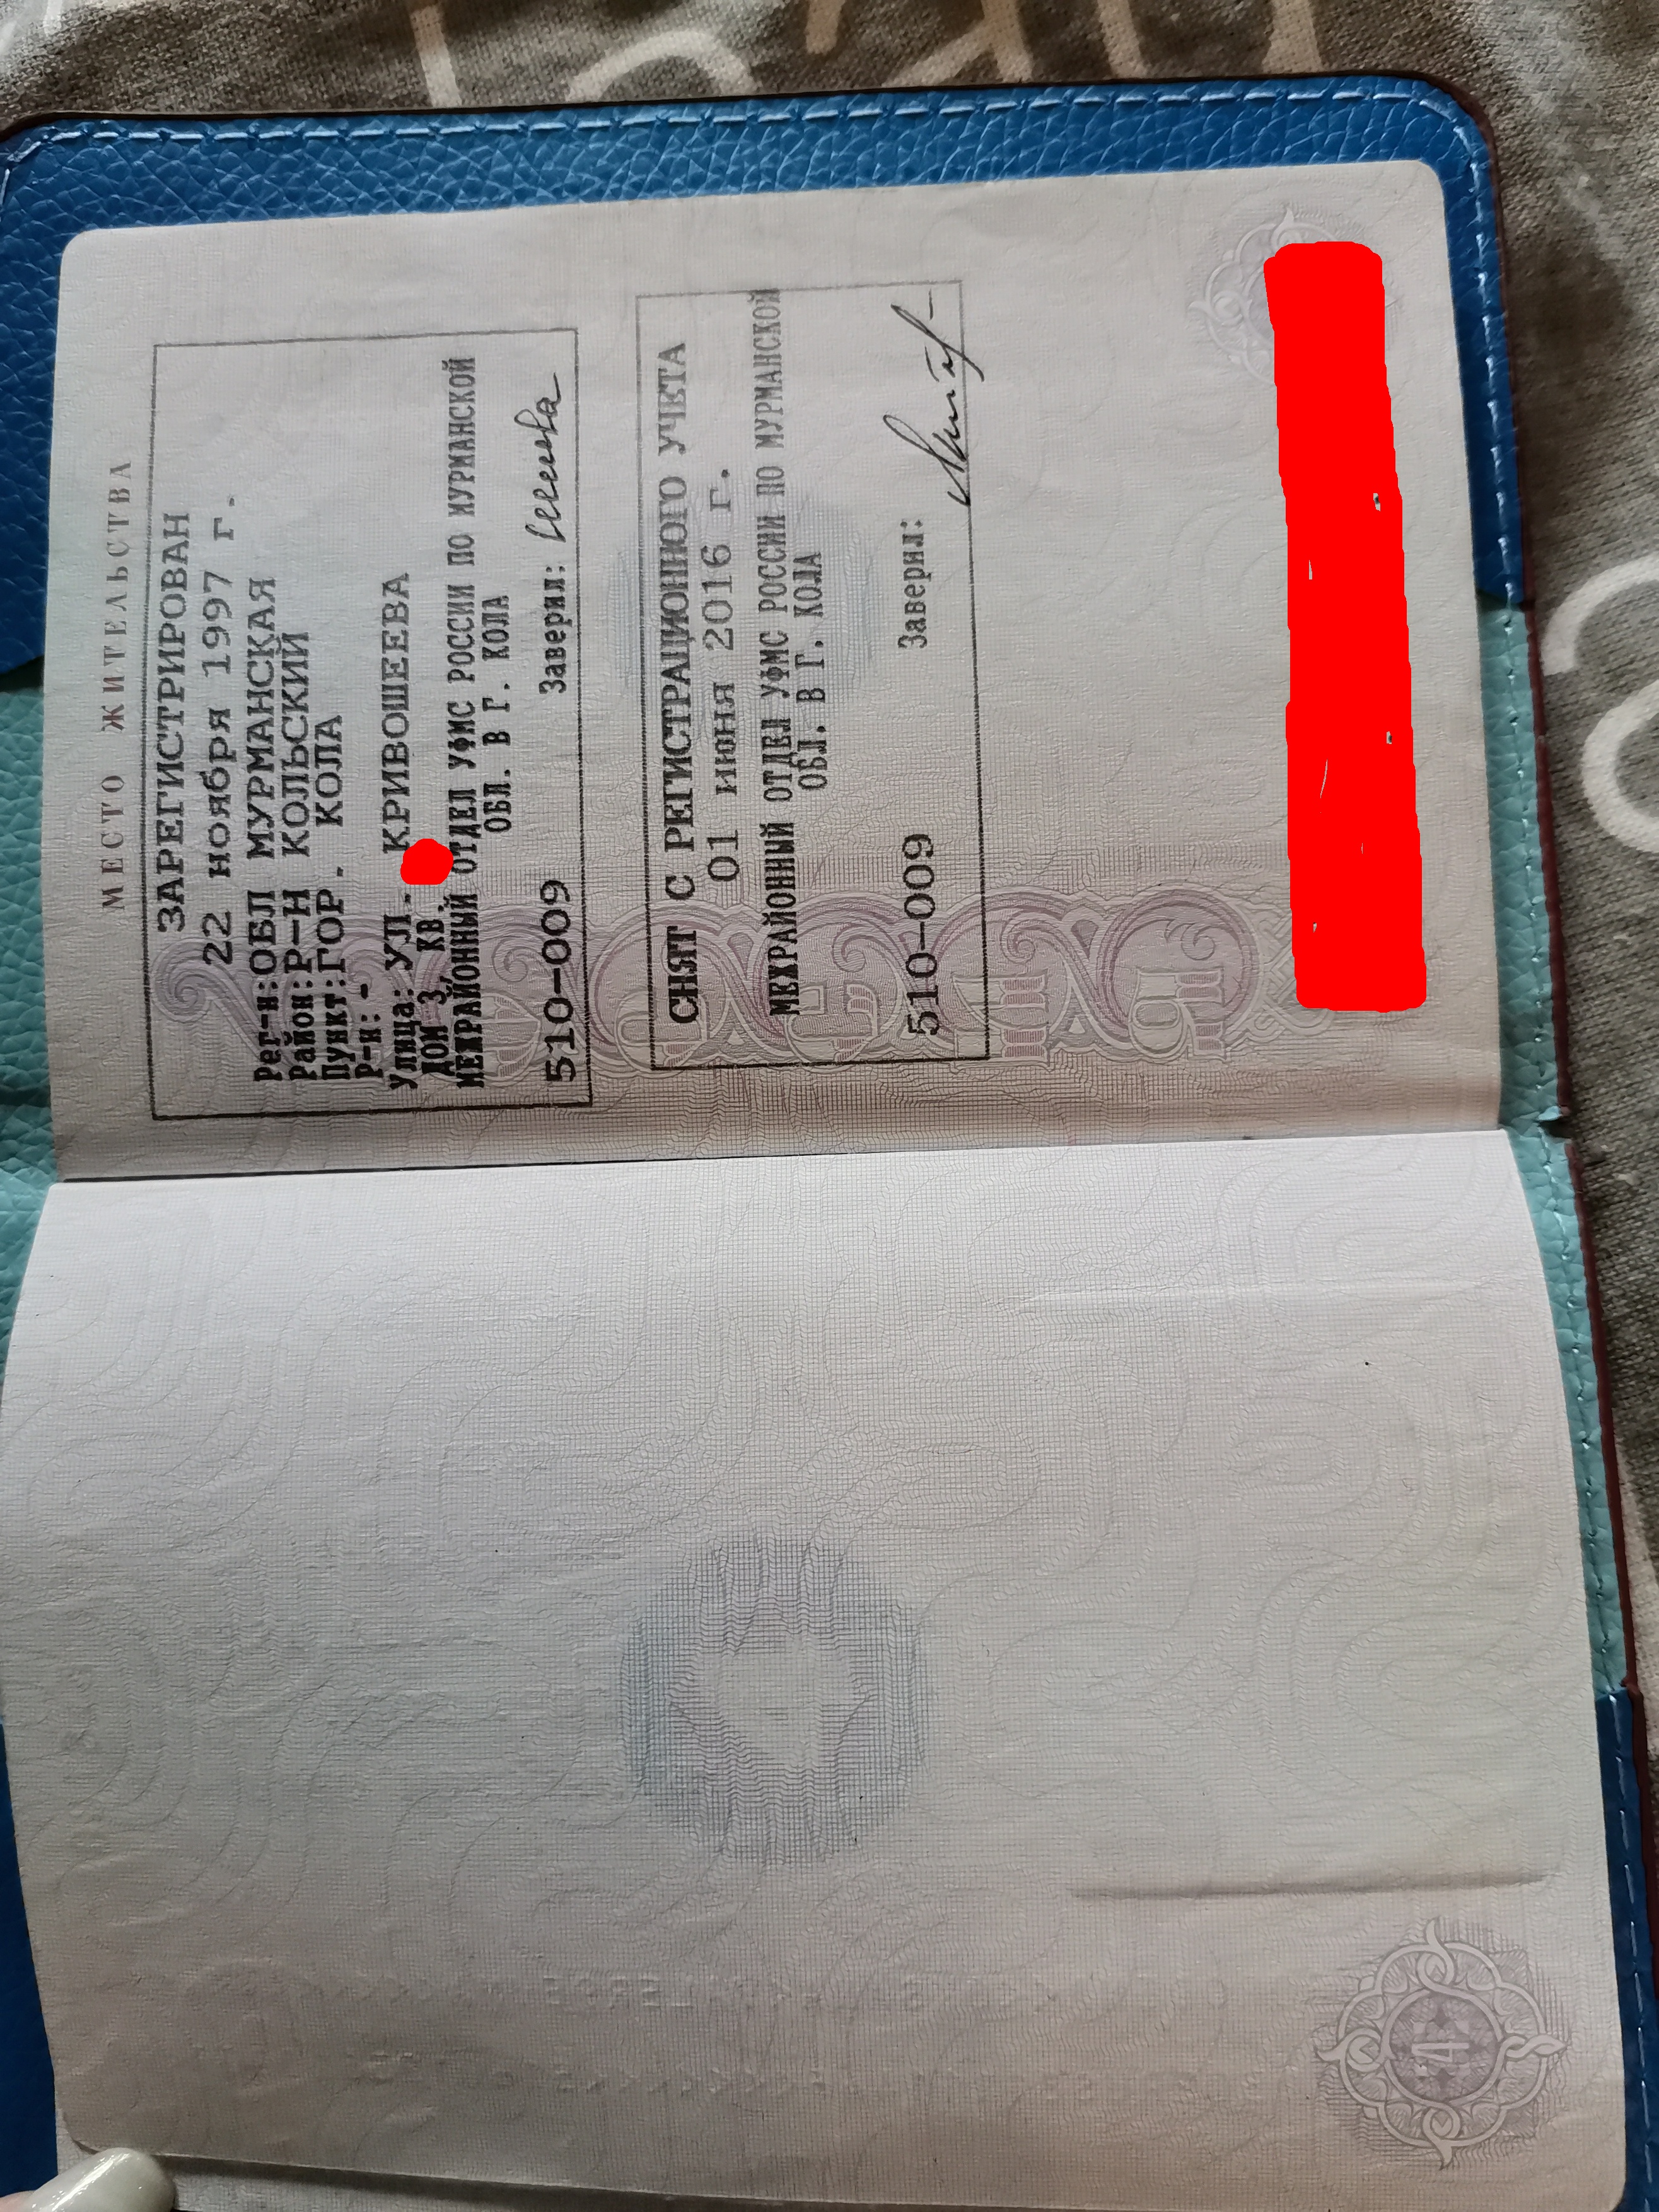 МЕСТО ЖИТЕЛЬСТВА
ЗАРЕГИСТРИРОВАН
22 ноября 1997 г.
Рег-н:ОБЛ МУРМАНСКАЯ
Район:Р-Н КОЛЬСКИЙ
Пункт:ГОР. КОЛА
Р-н: -
Улица: УЛ. КРИВОШЕЕВА
ДОМ 3, КВ.
МЕЖРАЙОННЫЙ ОТДЕЛ УФМС РОССИИ ПО МУРМАНСКОЙ
ОБЛ. В Г. КОЛА
510-009 Заверил:
СНЯТ С РЕГИСТРАЦИОННОГО УЧЕТА
01 июня 2016 г.
МЕЖРАЙОННЫЙ ОТДЕЛ УФМС РОССИИ ПО МУРМАНСКОЙ
ОБЛ. В Г. КОЛА
510-009 Заверил:
4